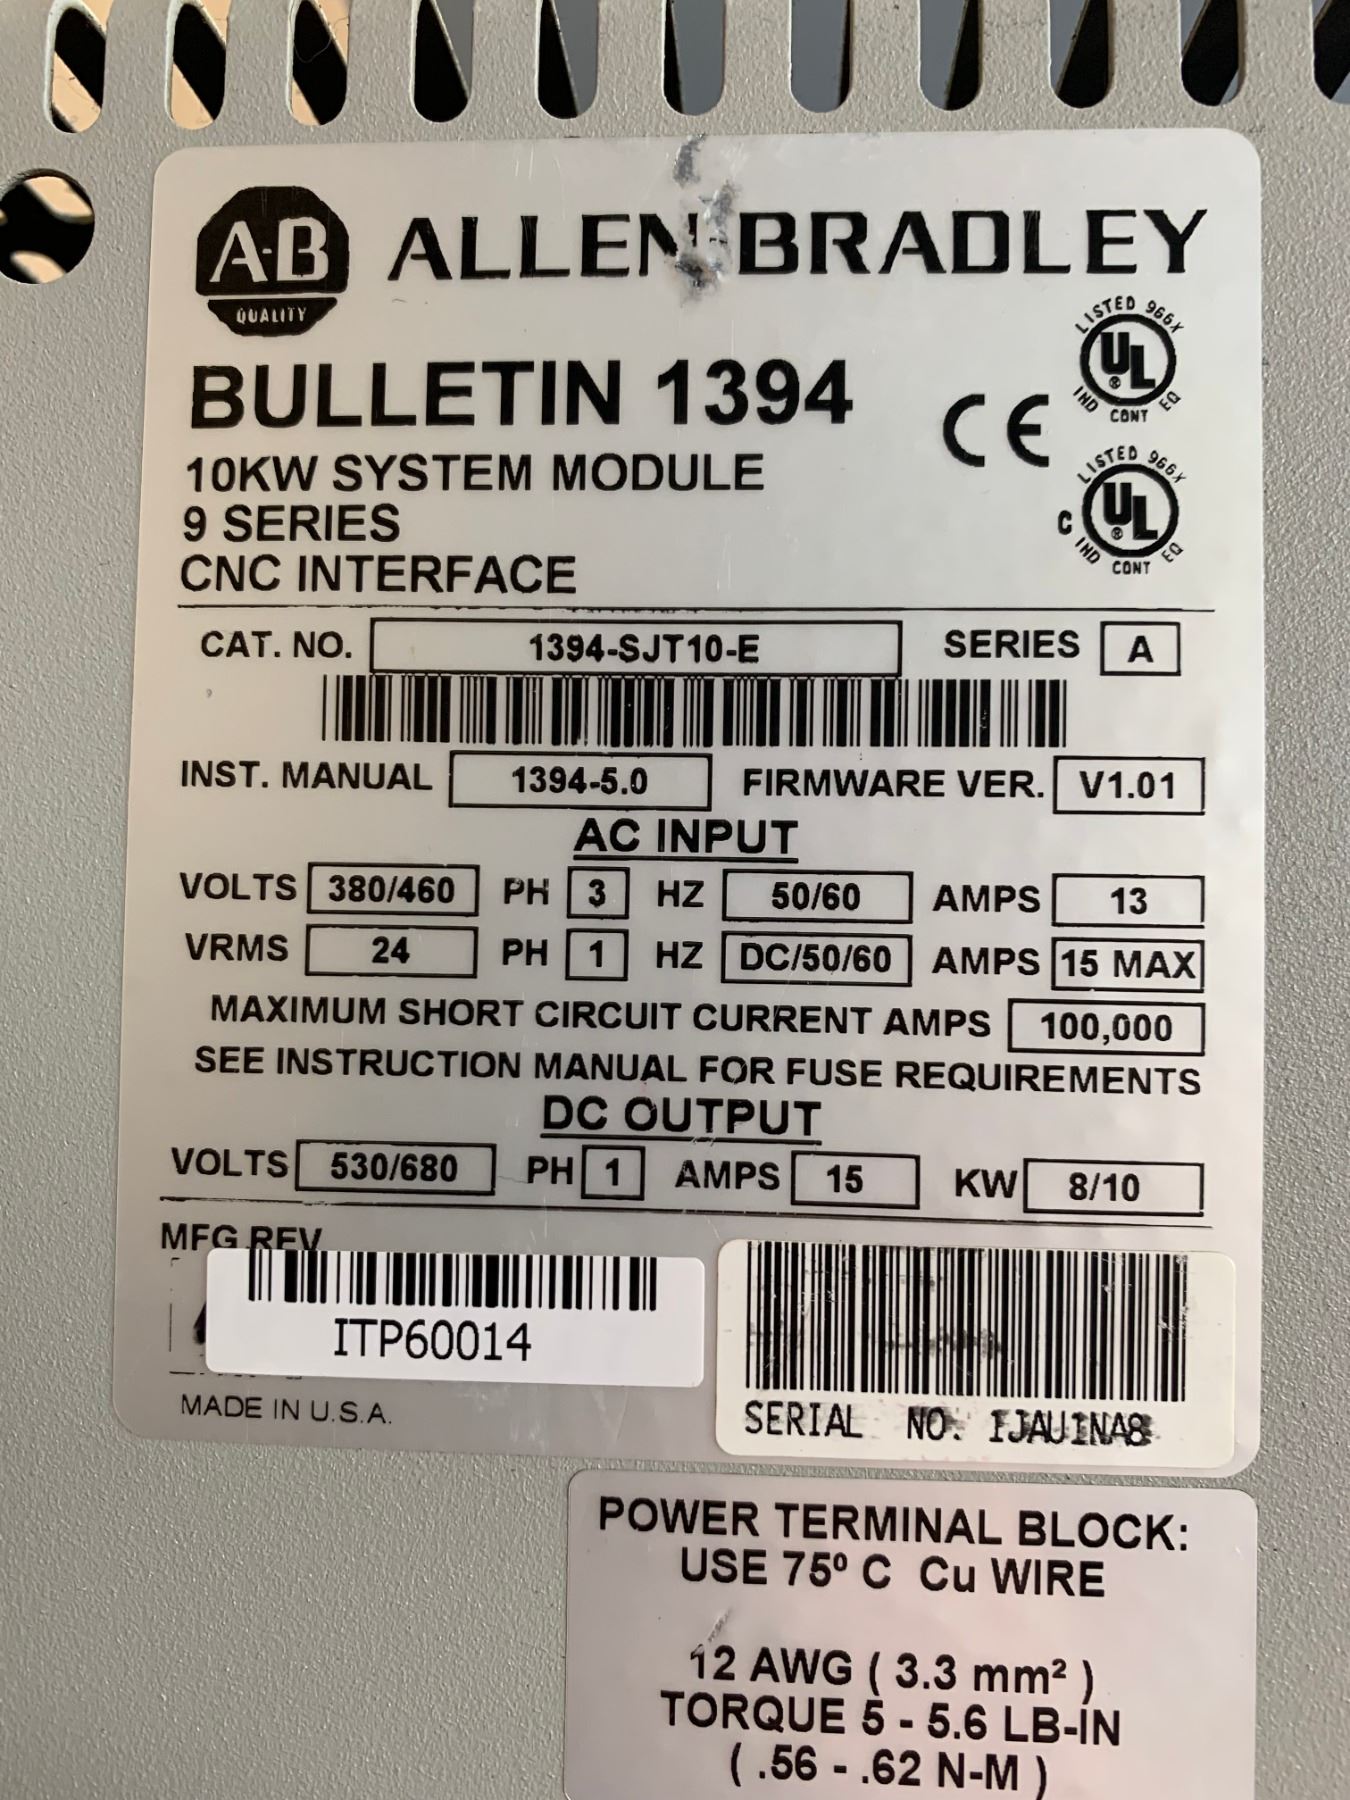 A-B QUALITY ALLEN-BRADLEY
LISTED 966X
UL ®
IND CONT EQ
BULLETIN 1394
CE
10KW SYSTEM MODULE
LISTED 966X
C UL ®
IND CONT EQ
9 SERIES
CNC INTERFACE
CAT. NO. 1394-SJT10-E SERIES A
INST. MANUAL 1394-5.0 FIRMWARE VER. V1.01
AC INPUT
VOLTS 380/460 PH 3 HZ 50/60 AMPS 13
VRMS 24 PH 1 HZ DC/50/60 AMPS 15 MAX
MAXIMUM SHORT CIRCUIT CURRENT AMPS 100,000
SEE INSTRUCTION MANUAL FOR FUSE REQUIREMENTS
DC OUTPUT
VOLTS 530/680 PH 1 AMPS 15 KW 8/10
MFG REV
ITP60014
MADE IN U.S.A.
SERIAL NO. IJAU1NA8
POWER TERMINAL BLOCK:
USE 75º C Cu WIRE
12 AWG ( 3.3 mm² )
TORQUE 5 - 5.6 LB-IN
( .56 - .62 N-M )